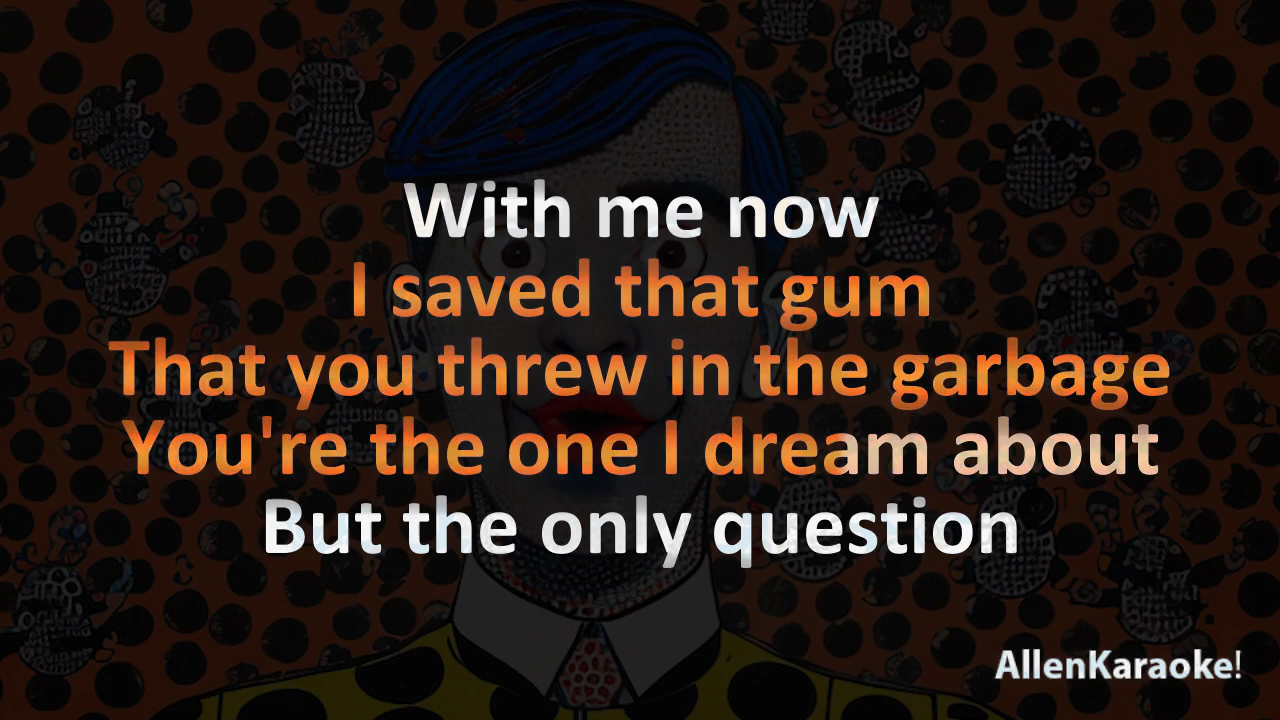 With me now
I saved that gum
That you threw in the garbage
You're the one I dream about
But the only question
AllenKaraoke!